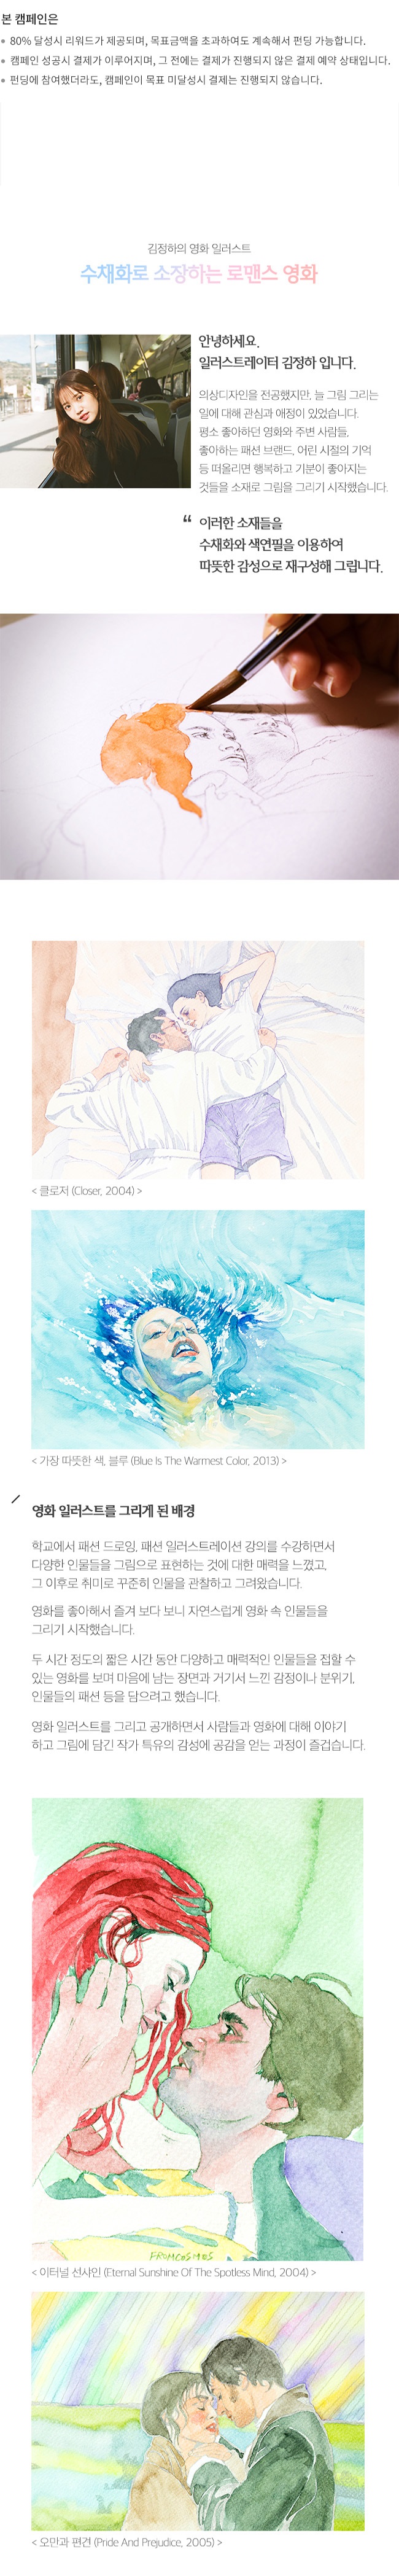 본 캠페인은
80% 달성시 리워드가 제공되며, 목표금액을 초과하여도 계속해서 펀딩 가능합니다.
캠페인 성공시 결제가 이루어지며, 그 전에는 결제가 진행되지 않은 결제 예약 상태입니다.
펀딩에 참여했더라도, 캠페인이 목표 미달성시 결제는 진행되지 않습니다.
김정하의 영화 일러스트
수채화로 소장하는 로맨스 영화
안녕하세요.
일러스트레이터 김정하 입니다.
의상디자인을 전공했지만, 늘 그림 그리는
일에 대해 관심과 애정이 있었습니다.
평소 좋아하던 영화와 주변 사람들,
좋아하는 패션 브랜드, 어린 시절의 기억
등 떠올리면 행복하고 기분이 좋아지는
것들을 소재로 그림을 그리기 시작했습니다.
“ 이러한 소재들을
수채화와 색연필을 이용하여
따뜻한 감성으로 재구성해 그립니다.
< 클로저 (Closer, 2004) >
< 가장 따뜻한 색, 블루 (Blue Is The Warmest Color, 2013) >
영화 일러스트를 그리게 된 배경
학교에서 패션 드로잉, 패션 일러스트레이션 강의를 수강하면서
다양한 인물들을 그림으로 표현하는 것에 대한 매력을 느꼈고,
그 이후로 취미로 꾸준히 인물을 관찰하고 그려왔습니다.
영화를 좋아해서 즐겨 보다 보니 자연스럽게 영화 속 인물들을
그리기 시작했습니다.
두 시간 정도의 짧은 시간 동안 다양하고 매력적인 인물들을 접할 수
있는 영화를 보며 마음에 남는 장면과 거기서 느낀 감정이나 분위기,
인물들의 패션 등을 담으려고 했습니다.
영화 일러스트를 그리고 공개하면서 사람들과 영화에 대해 이야기
하고 그림에 담긴 작가 특유의 감성에 공감을 얻는 과정이 즐겁습니다.
FROMCOSMOS
< 이터널 선샤인 (Eternal Sunshine Of The Spotless Mind, 2004) >
< 오만과 편견 (Pride And Prejudice, 2005) >